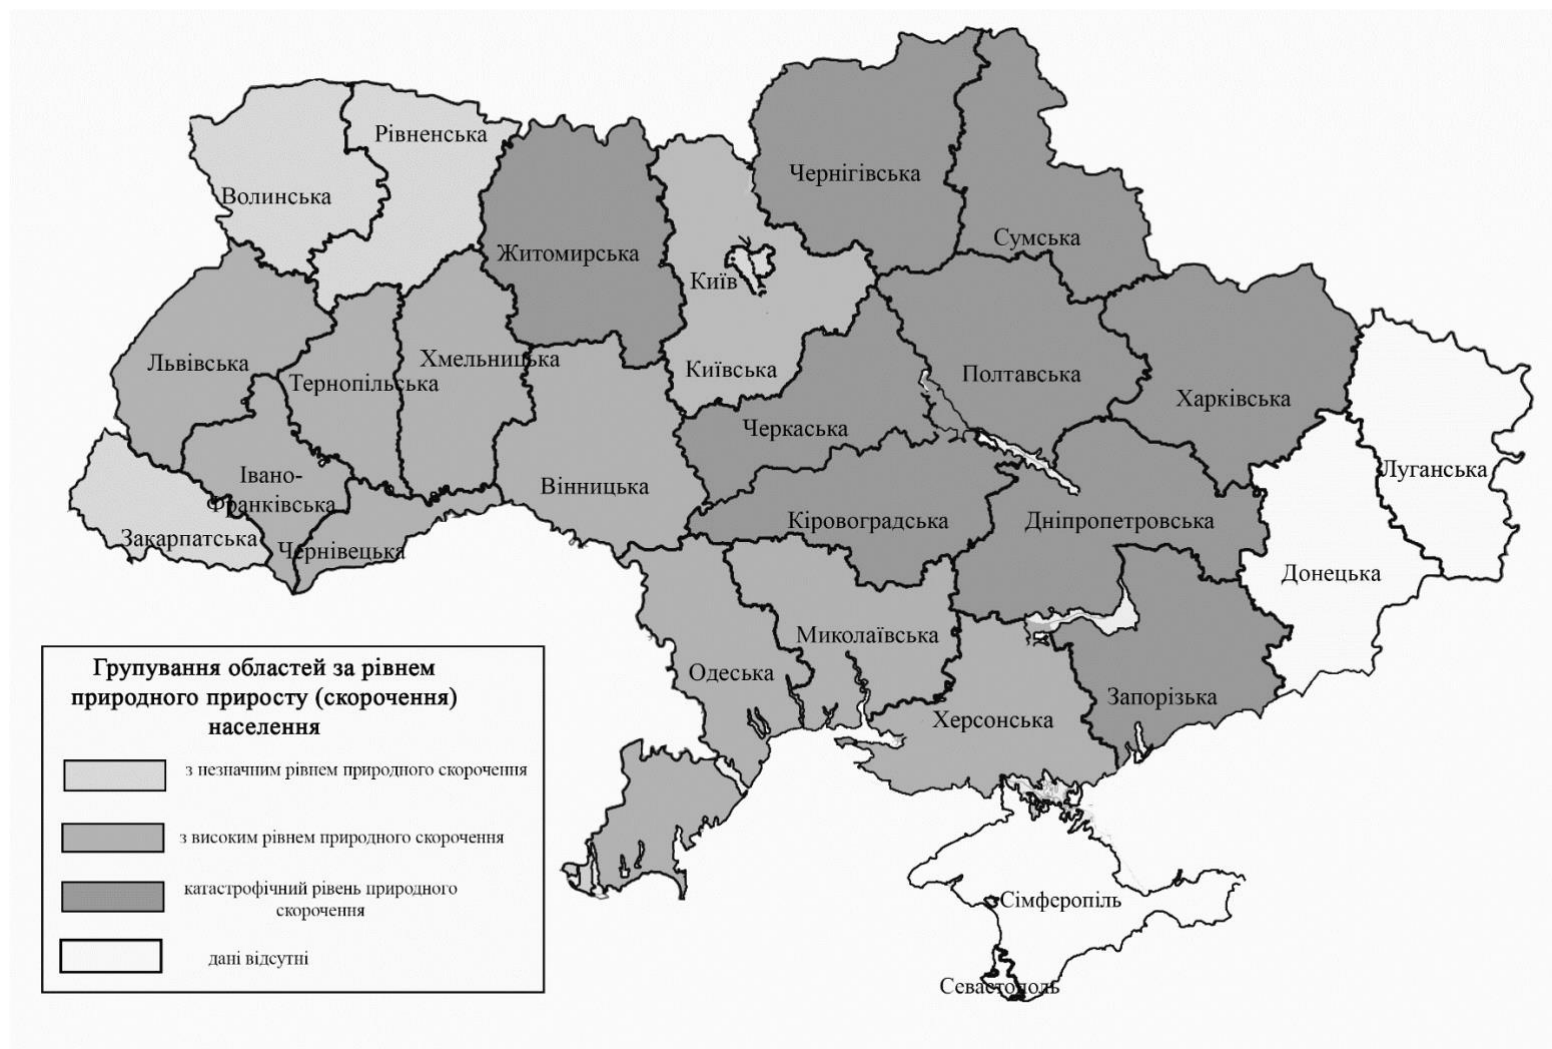 Рівненська
Волинська
Чернігівська
Сумська
Житомирська
Київ
Львівська
Тернопільська
Хмельницька
Київська
Полтавська
Харківська
Черкаська
Івано-
Франківська
Вінницька
Луганська
Закарпатська
Чернівецька
Кіровоградська
Дніпропетровська
Донецька
Миколаївська
Одеська
Херсонська
Запорізька
Сімферопіль
Севастополь
Групування областей за рівнем
природного приросту (скорочення)
населення
з незначним рівнем природного скорочення
з високим рівнем природного скорочення
катастрофічний рівень природного
скорочення
дані відсутні